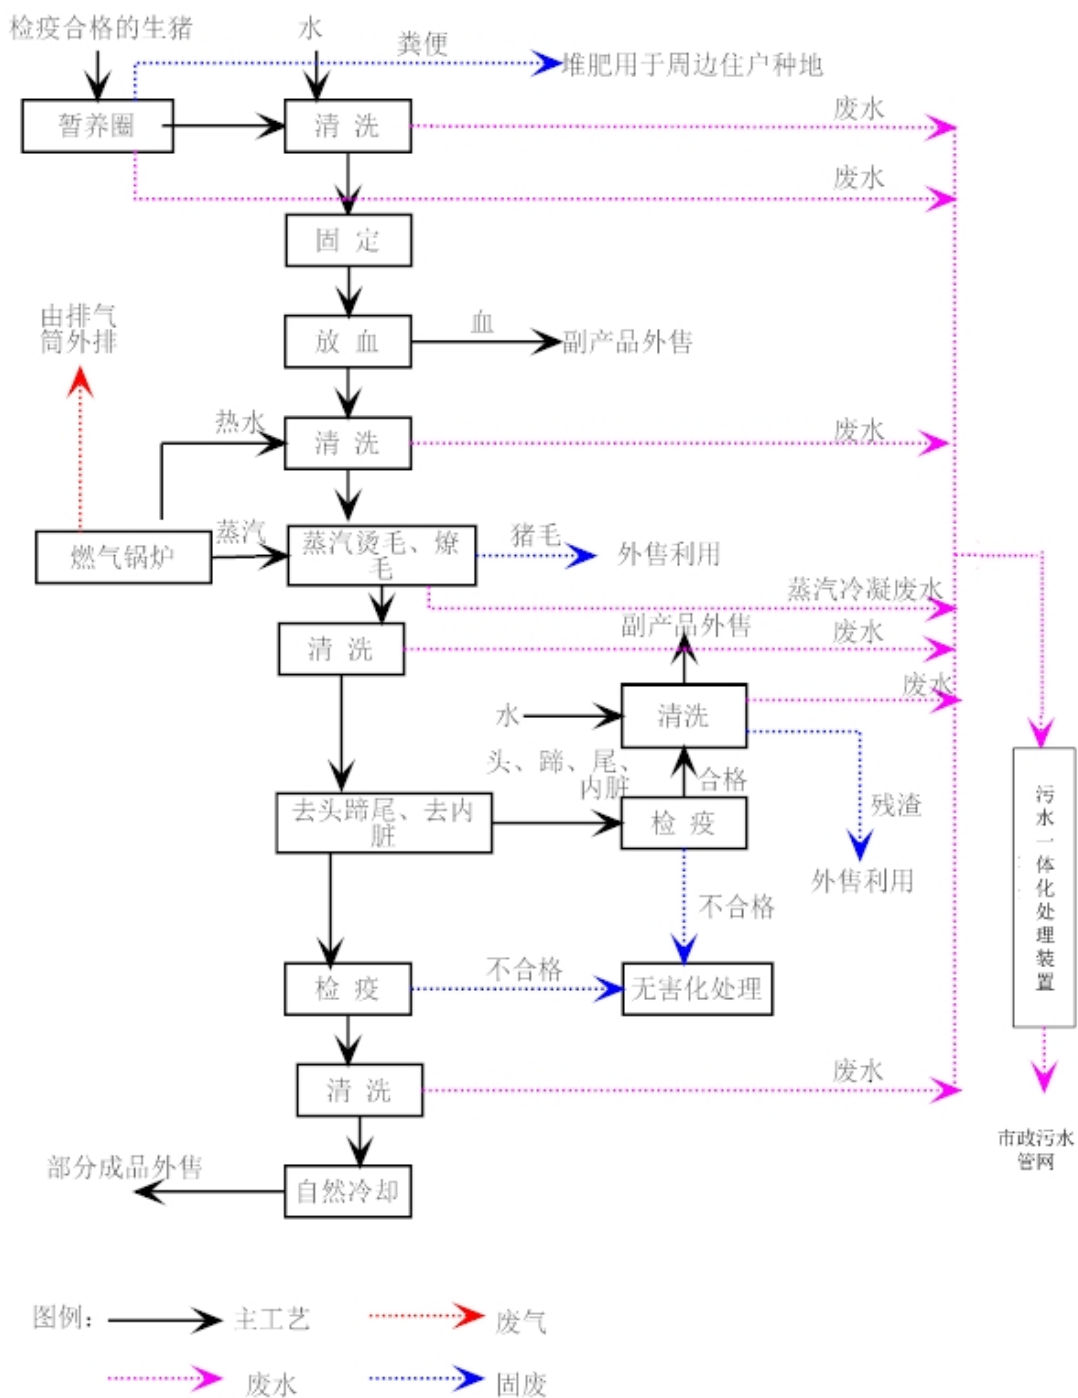 检疫合格的生猪
水
粪便
堆肥用于周边住户种地
暂养圈
清 洗
废水
废水
固 定
由排气
筒外排
放 血
血
副产品外售
热水
清 洗
废水
燃气锅炉
蒸汽
蒸汽烫毛、燎
毛
猪毛
外售利用
蒸汽冷凝废水
副产品外售
废水
清 洗
废水
水
清洗
头、蹄、尾、
内脏
合格
去头蹄尾、去内
脏
检 疫
残渣
外售利用
污水一体化处理装置
不合格
检 疫
不合格
无害化处理
清 洗
废水
市政污水
管网
部分成品外售
自然冷却
图例：
主工艺
废气
废水
固废